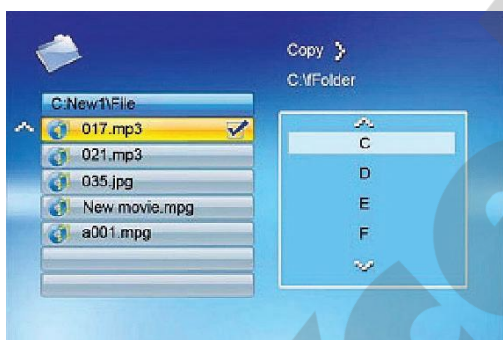 Copy
C:\fFolder
C:New1\File
017.mp3
021.mp3
035.jpg
New movie.mpg
a001.mpg
C
D
E
F